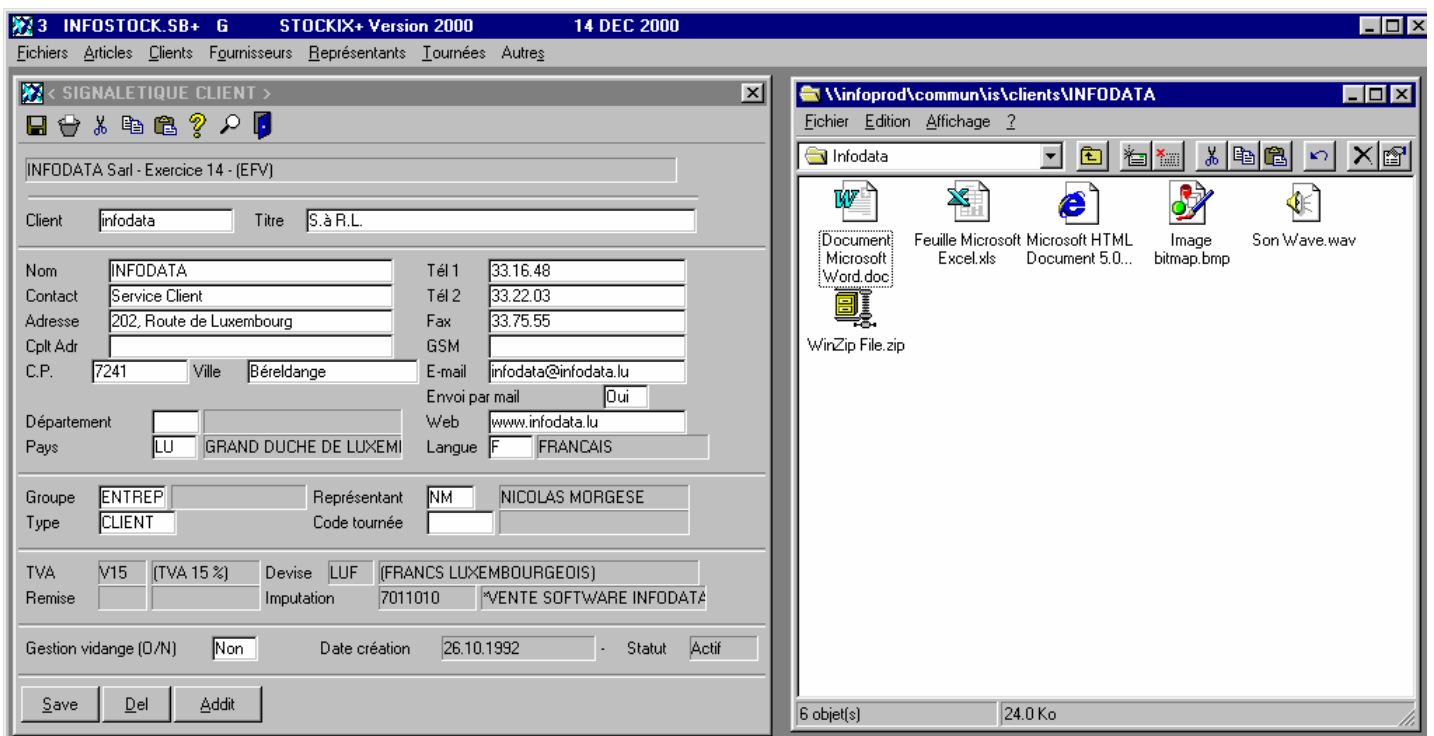 3 INFOSTOCK.SB+ G STOCKIX+ Version 2000 14 DEC 2000
Fichiers Articles Clients Fournisseurs Représentants Tournées Autres
< SIGNALETIQUE CLIENT >
INFODATA Sarl - Exercice 14 - (EFV)
Client infodata Titre S.à R.L.
Nom INFODATA Tél 1 33.16.48
Contact Service Client Tél 2 33.22.03
Adresse 202, Route de Luxembourg Fax 33.75.55
Cplt Adr GSM
C.P. 7241 Ville Béreldange E-mail infodata@infodata.lu
Envoi par mail Oui
Département Web www.infodata.lu
Pays LU GRAND DUCHE DE LUXEMI Langue F FRANCAIS
Groupe ENTREP Représentant NM NICOLAS MORGESE
Type CLIENT Code tournée
TVA V15 (TVA 15 %) Devise LUF (FRANCS LUXEMBOURGEOIS)
Remise Imputation 7011010 *VENTE SOFTWARE INFODATA
Gestion vidange (O/N) Non Date création 26.10.1992 - Statut Actif
Save Del Addit
\\infoprod\commun\is\clients\INFODATA
Fichier Edition Affichage ?
Infodata
Document Microsoft Word.doc
Feuille Microsoft Excel.xls
Microsoft HTML Document 5.0...
Image bitmap.bmp
Son Wave.wav
WinZip File.zip
6 objet(s) 24.0 Ko